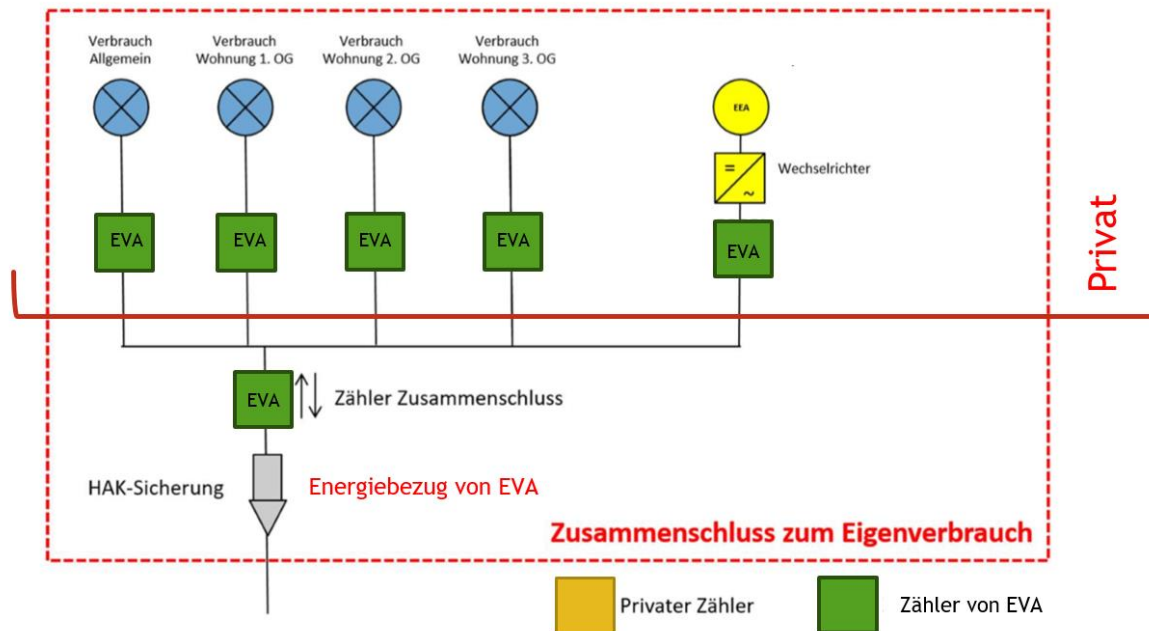 Verbrauch
Allgemein
Verbrauch
Wohnung 1. OG
Verbrauch
Wohnung 2. OG
Verbrauch
Wohnung 3. OG
EEA
=
~
Wechselrichter
EVA
EVA
EVA
EVA
EVA
Privat
EVA
Zähler Zusammenschluss
HAK-Sicherung
Energiebezug von EVA
Zusammenschluss zum Eigenverbrauch
Privater Zähler
Zähler von EVA